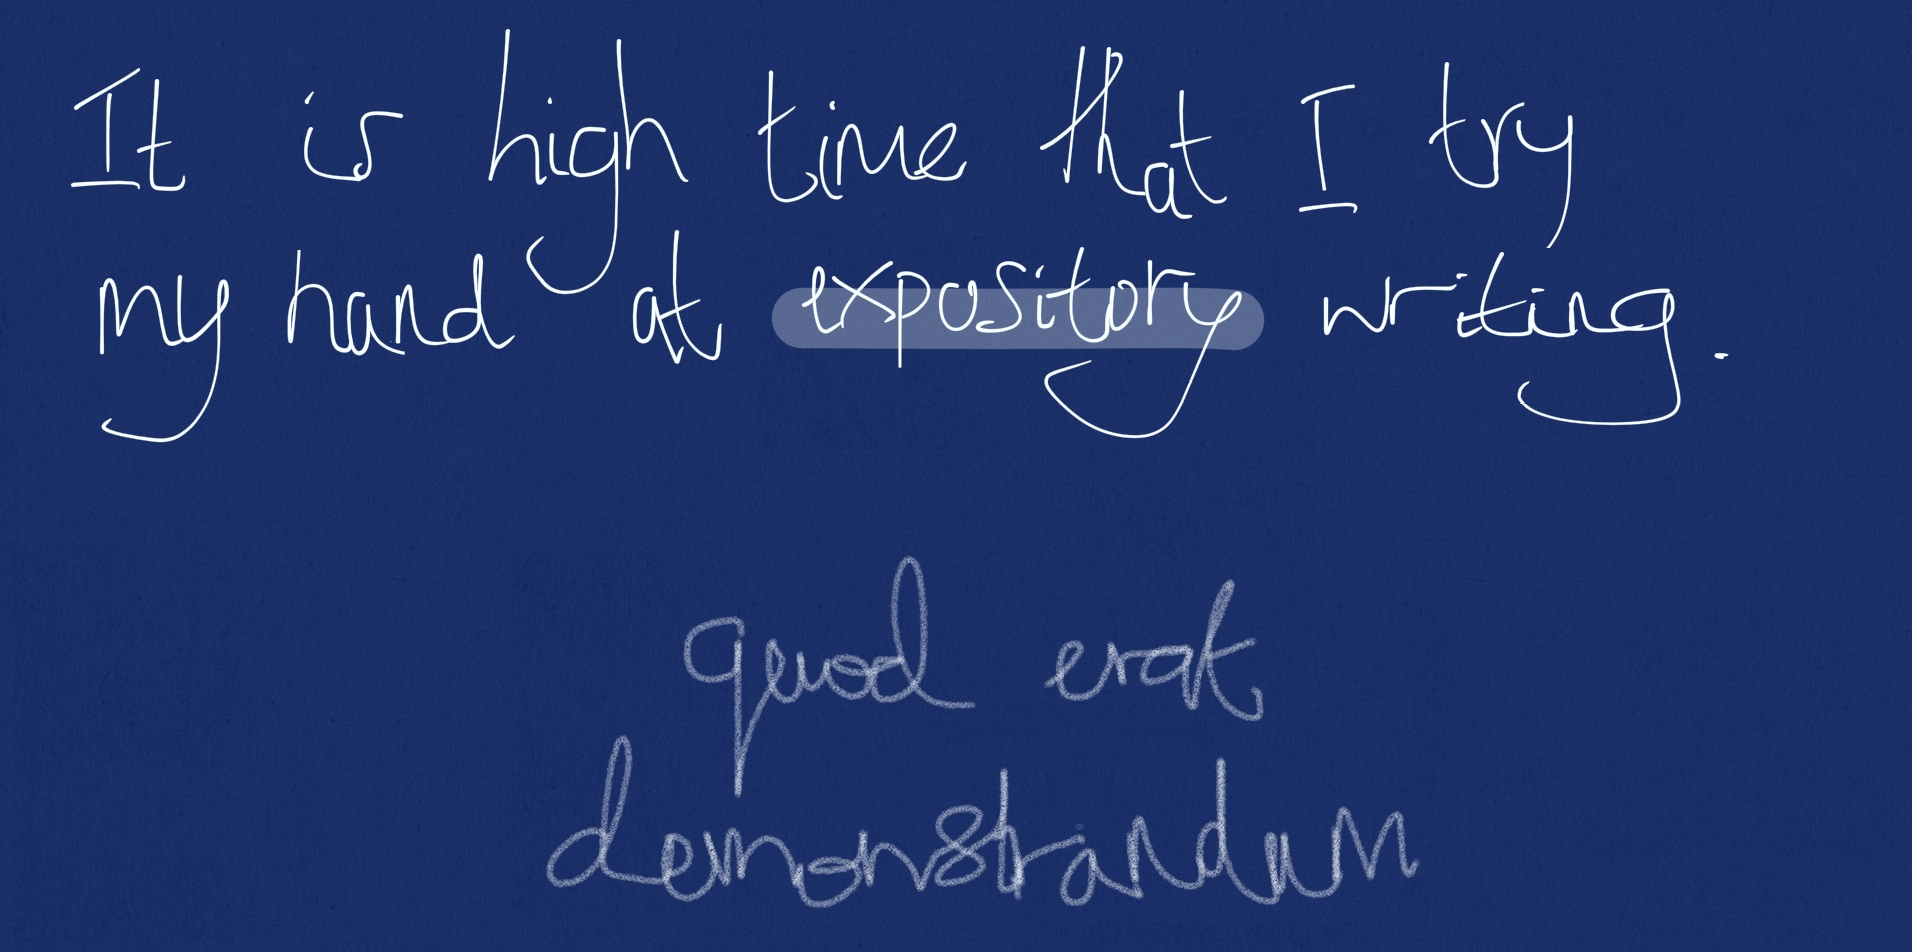 It is high time that I try
my hand at expository writing.
quod erat
demonstrandum